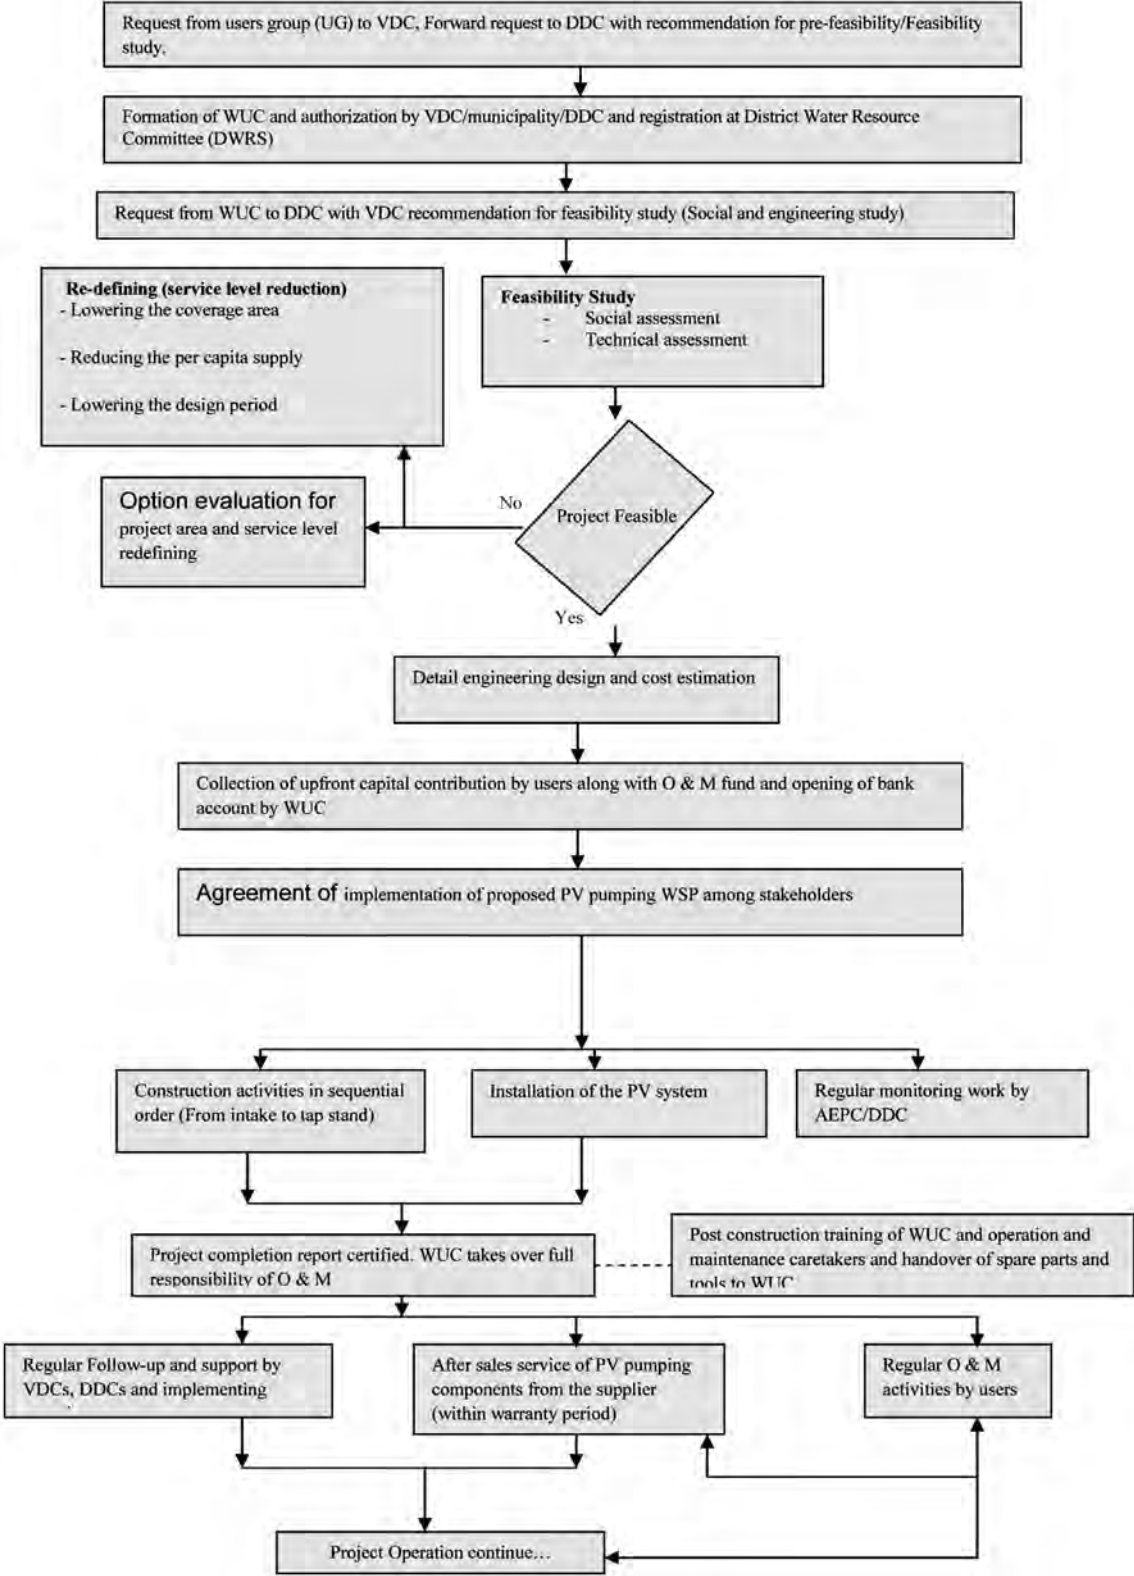 Request from users group (UG) to VDC, Forward request to DDC with recommendation for pre-feasibility/Feasibility
study.
Formation of WUC and authorization by VDC/municipality/DDC and registration at District Water Resource
Committee (DWRS)
Request from WUC to DDC with VDC recommendation for feasibility study (Social and engineering study)
Re-defining (service level reduction)
- Lowering the coverage area
- Reducing the per capita supply
- Lowering the design period
Feasibility Study
- Social assessment
- Technical assessment
Option evaluation for
project area and service level
redefining
No
Project Feasible
Yes
Detail engineering design and cost estimation
Collection of upfront capital contribution by users along with O & M fund and opening of bank
account by WUC
Agreement of implementation of proposed PV pumping WSP among stakeholders
Construction activities in sequential
order (From intake to tap stand)
Installation of the PV system
Regular monitoring work by
AEPC/DDC
Project completion report certified. WUC takes over full
responsibility of O & M
Post construction training of WUC and operation and
maintenance caretakers and handover of spare parts and
tools to WUC
Regular Follow-up and support by
VDCs, DDCs and implementing
After sales service of PV pumping
components from the supplier
(within warranty period)
Regular O & M
activities by users
Project Operation continue…